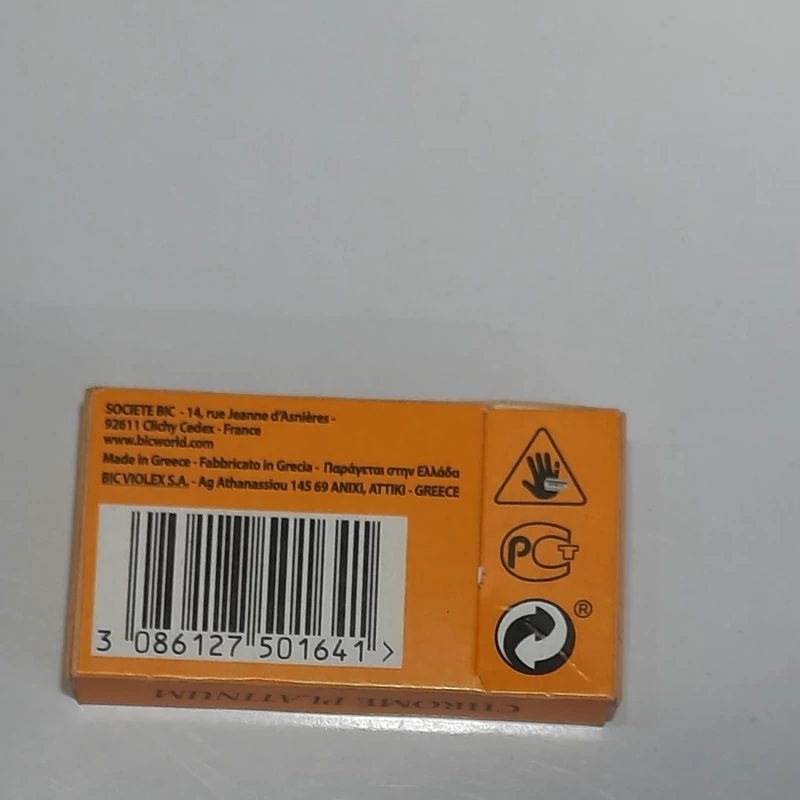 SOCIETE BIC - 14, rue Jeanne d'Asnières -
92611 Clichy Cedex - France
www.bicworld.com
Made in Greece - Fabbricato in Grecia - Παράγεται στην Ελλάδα
BIC VIOLEX S.A. - Ag Athanassiou 145 69 ANIXI, ATTIKI - GREECE
3 086127 501641 >
PCT
®
CHROME PLATINUM